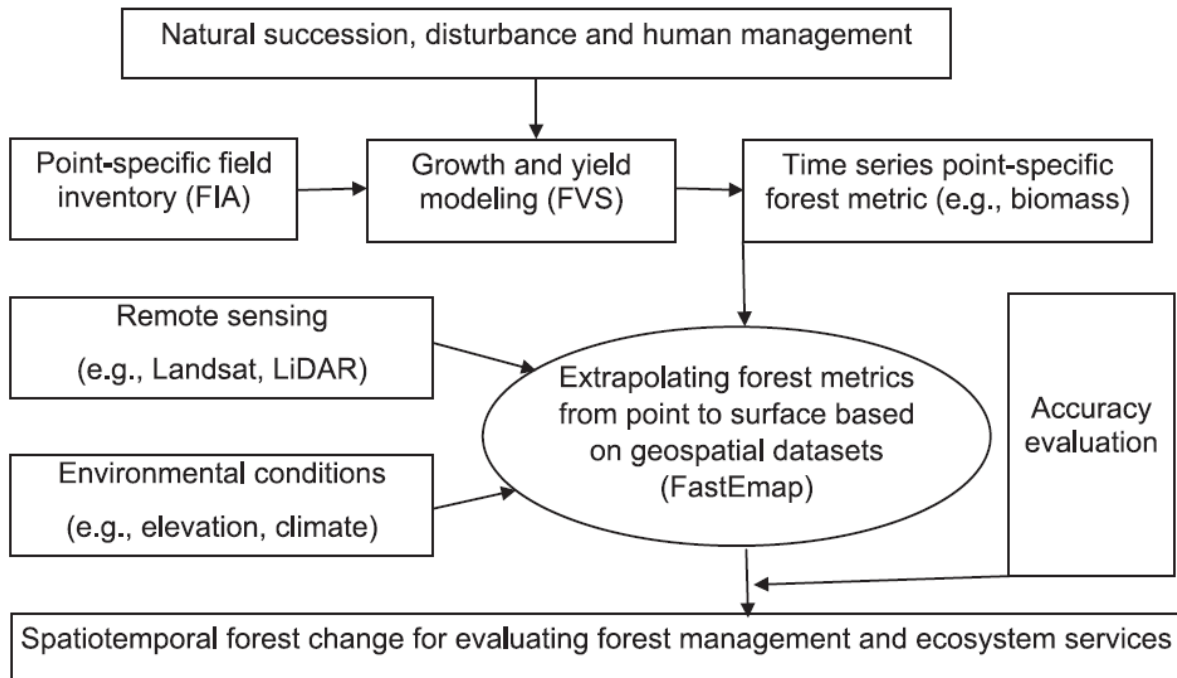 Natural succession, disturbance and human management
Point-specific field
inventory (FIA)
Growth and yield
modeling (FVS)
Time series point-specific
forest metric (e.g., biomass)
Remote sensing
(e.g., Landsat, LiDAR)
Environmental conditions
(e.g., elevation, climate)
Extrapolating forest metrics
from point to surface based
on geospatial datasets
(FastEmap)
Accuracy
evaluation
Spatiotemporal forest change for evaluating forest management and ecosystem services